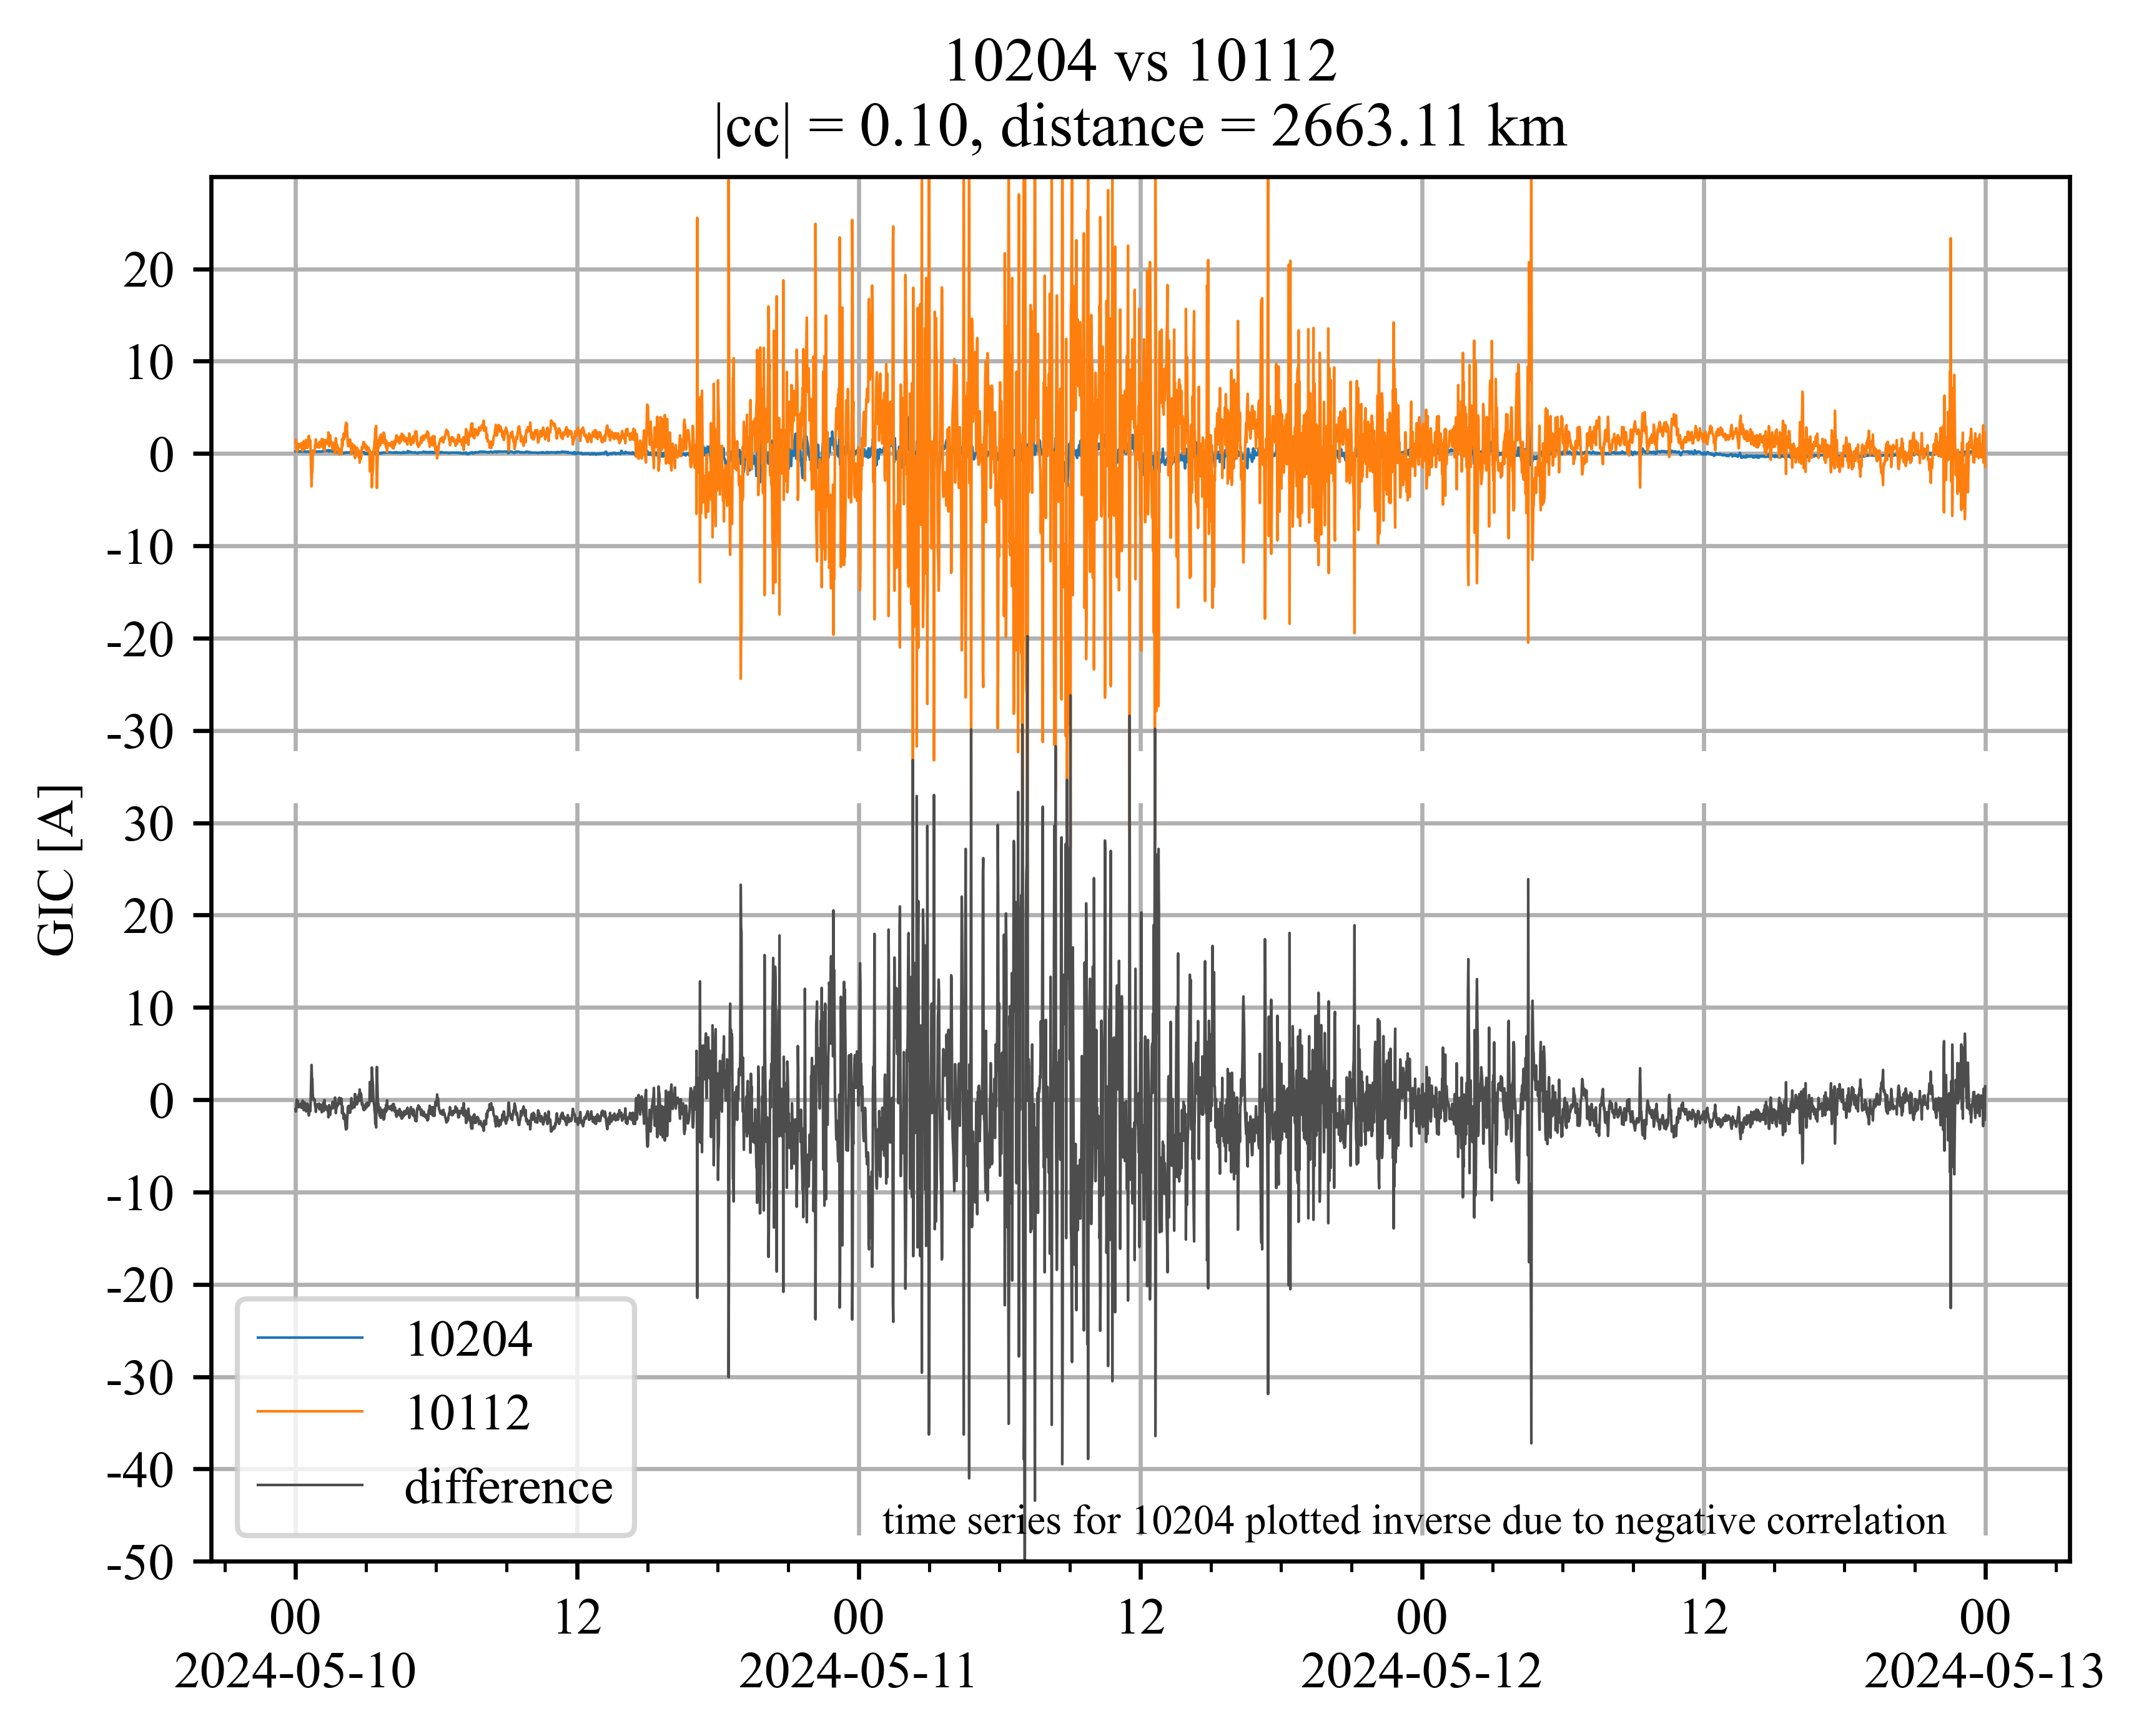 10204 vs 10112
|cc| = 0.10, distance = 2663.11 km
GIC [A]
20
10
0
-10
-20
-30
30
20
10
0
-10
-20
-30
-40
-50
10204
10112
difference
time series for 10204 plotted inverse due to negative correlation
00 12 00 12 00 12 00
2024-05-10 2024-05-11 2024-05-12 2024-05-13